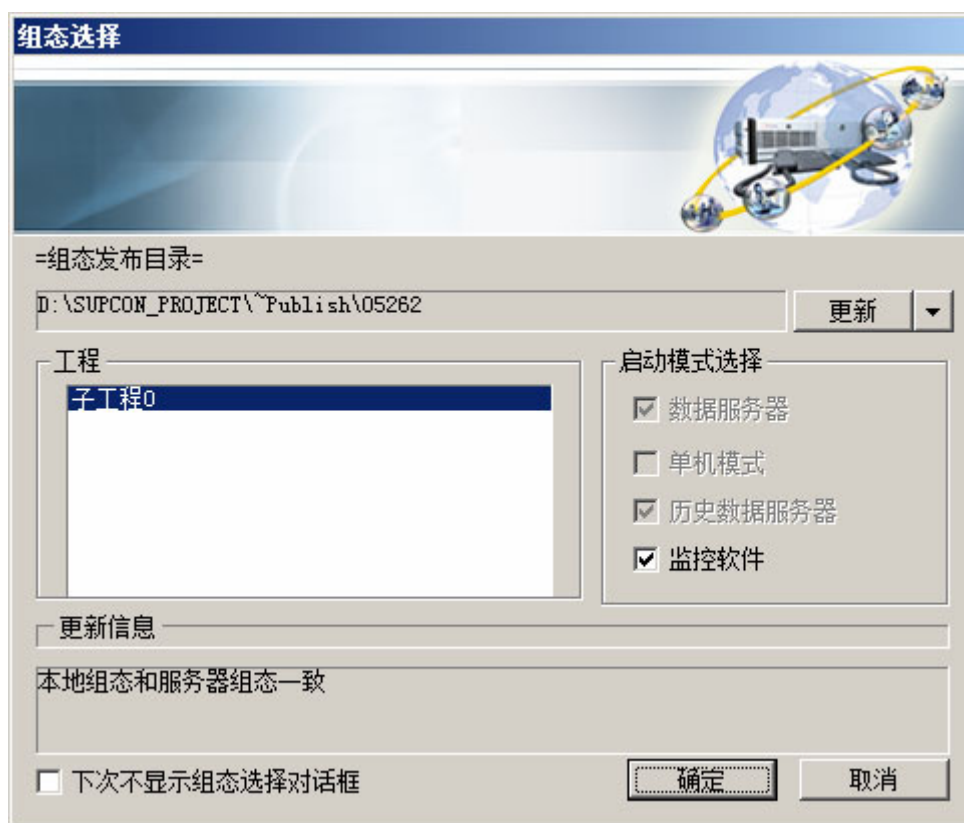 组态选择
=组态发布目录=
D:\SUPCON_PROJECT\~Publish\05262
更新
工程
子工程0
启动模式选择
数据服务器
单机模式
历史数据服务器
监控软件
更新信息
本地组态和服务器组态一致
下次不显示组态选择对话框
确定
取消